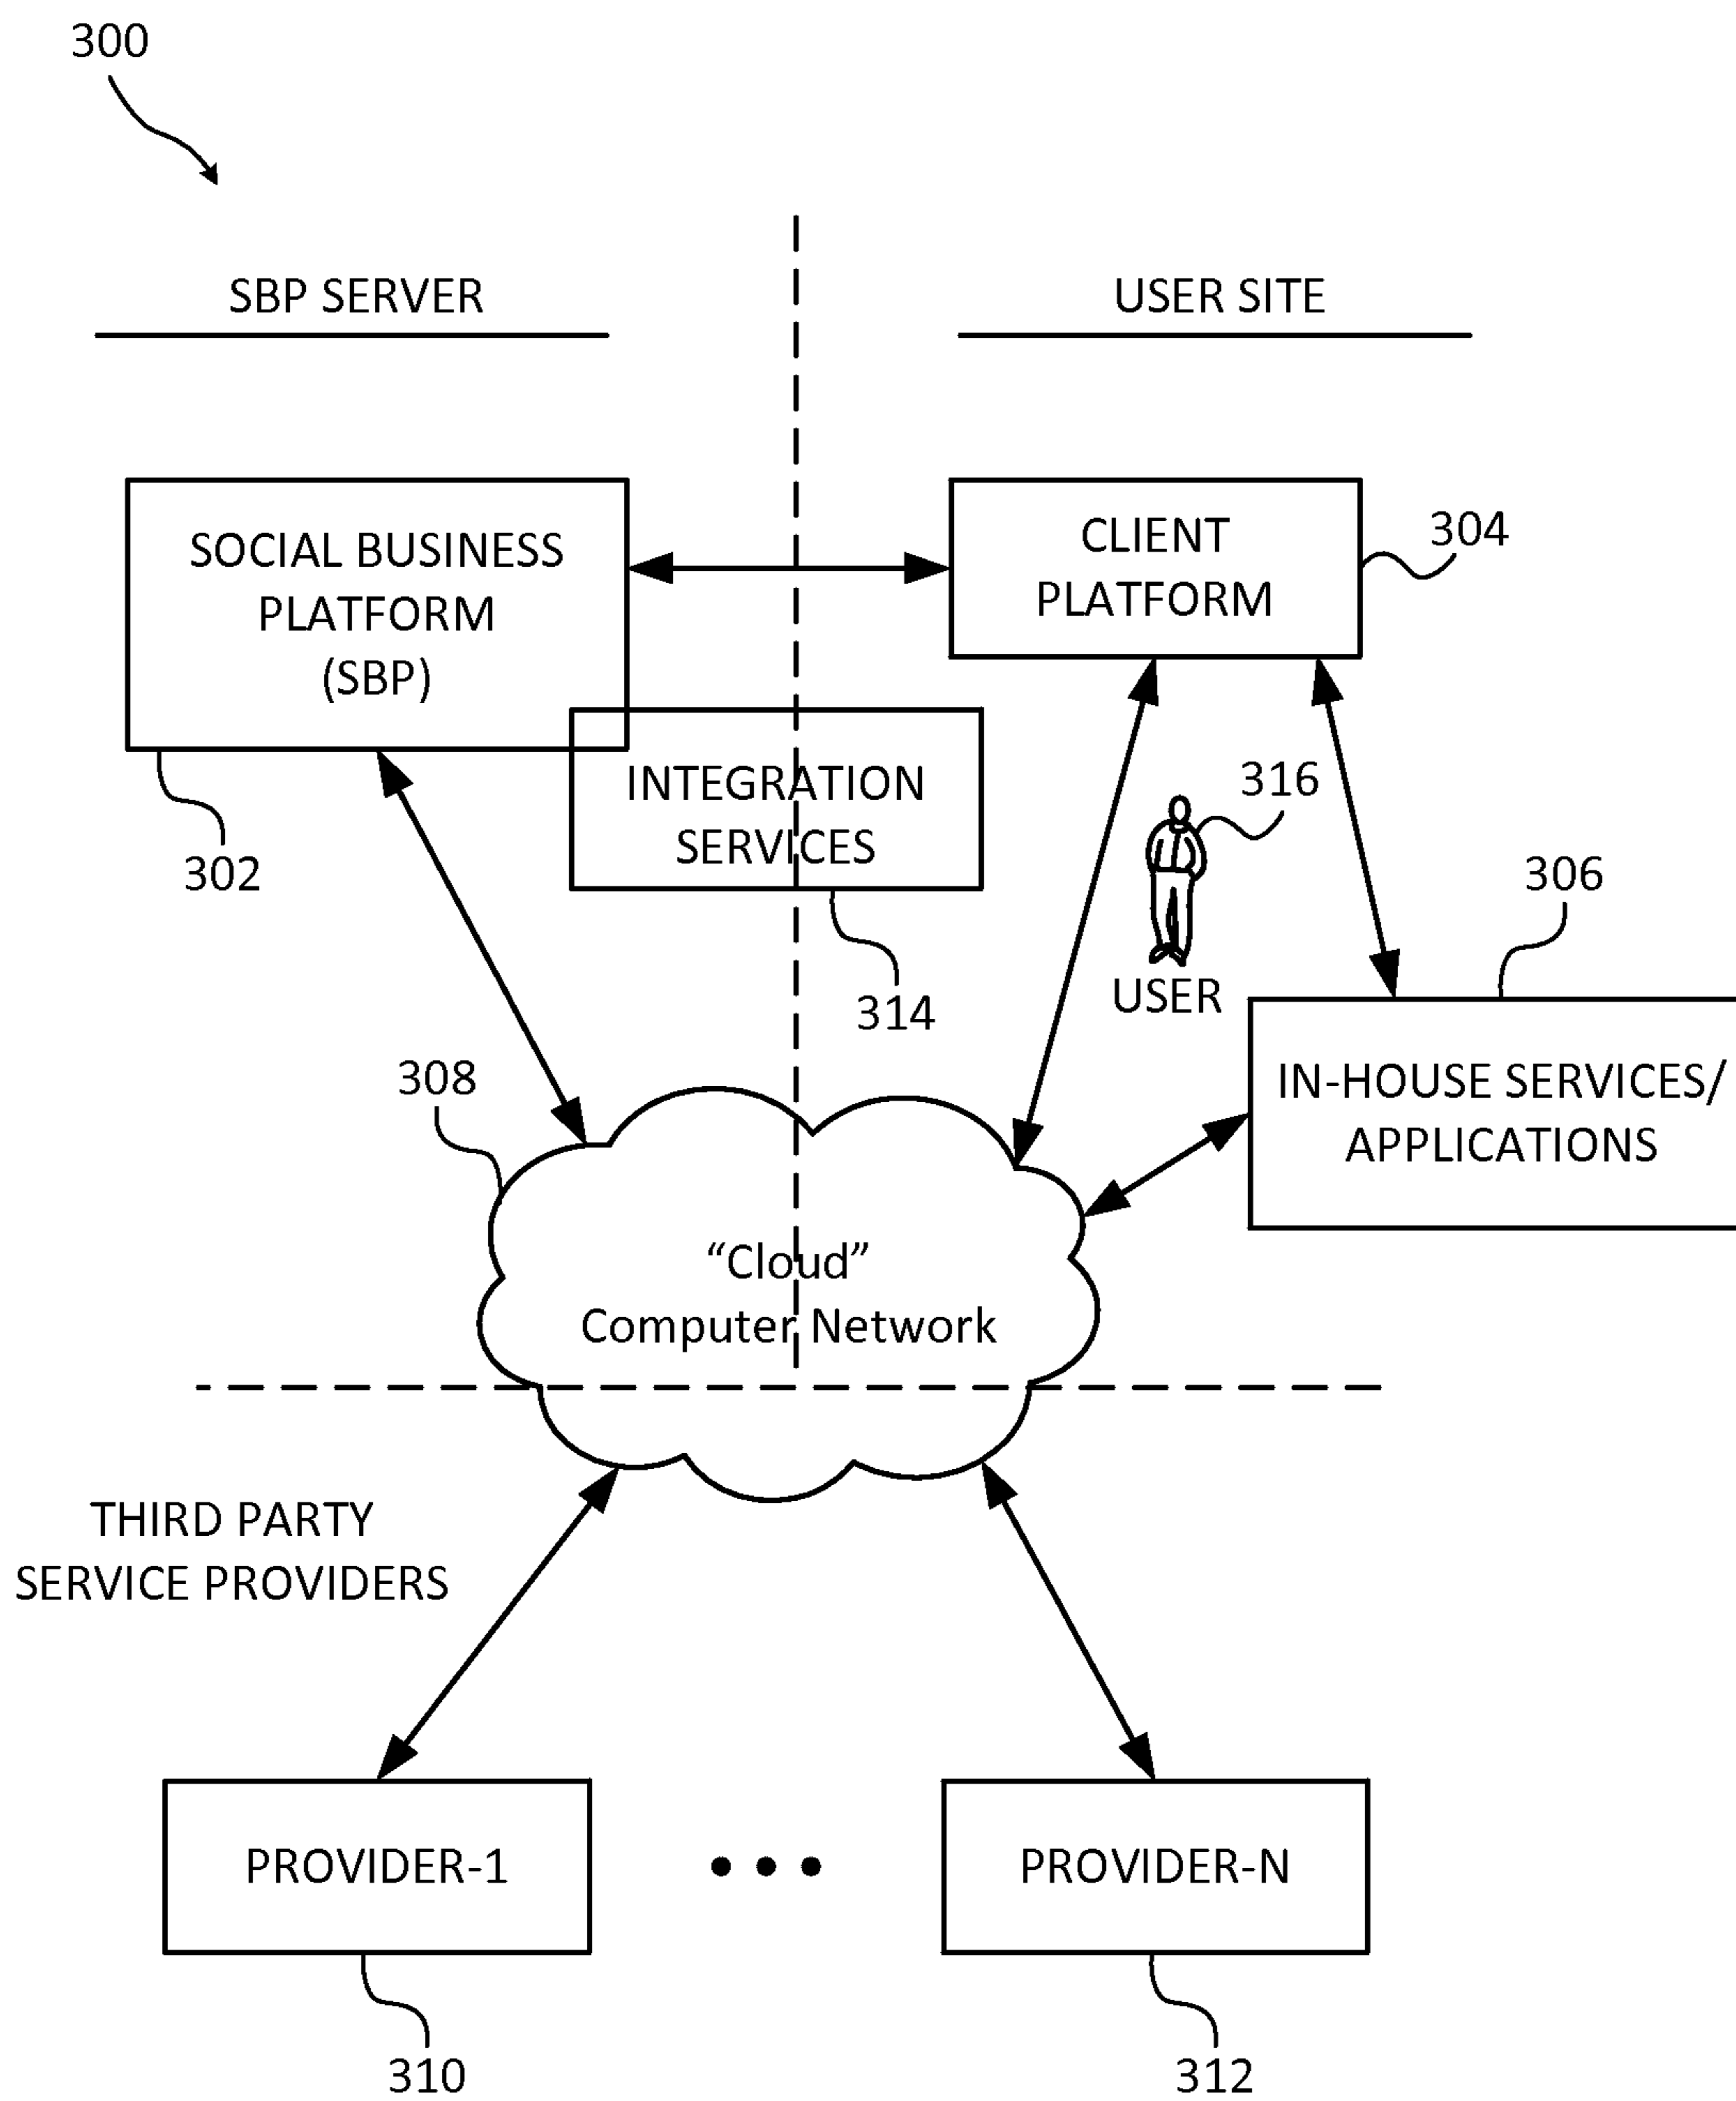 300
SBP SERVER
USER SITE
SOCIAL BUSINESS
PLATFORM
(SBP)
CLIENT
PLATFORM
304
INTEGRATION
SERVICES
316
302
306
314
USER
308
IN-HOUSE SERVICES/
APPLICATIONS
“Cloud”
Computer Network
THIRD PARTY
SERVICE PROVIDERS
PROVIDER-1
PROVIDER-N
310
312